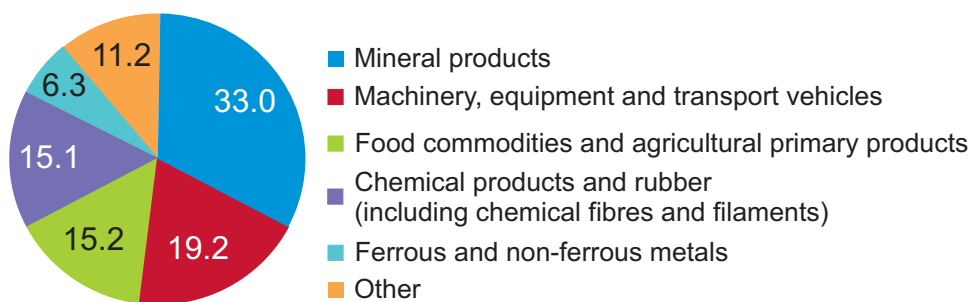 11.2
6.3
33.0
15.1
15.2
19.2
Mineral products
Machinery, equipment and transport vehicles
Food commodities and agricultural primary products
Chemical products and rubber
(including chemical fibres and filaments)
Ferrous and non-ferrous metals
Other